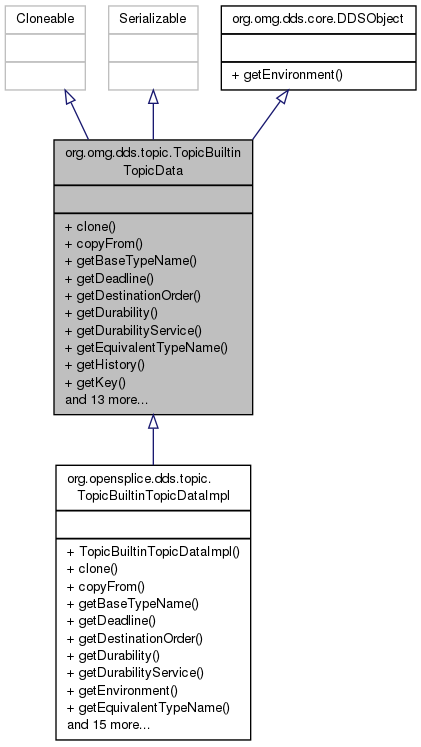 Cloneable
Serializable
org.omg.dds.core.DDSObject
+ getEnvironment()
org.omg.dds.topic.TopicBuiltin
TopicData
+ clone()
+ copyFrom()
+ getBaseTypeName()
+ getDeadline()
+ getDestinationOrder()
+ getDurability()
+ getDurabilityService()
+ getEquivalentTypeName()
+ getHistory()
+ getKey()
and 13 more...
org.opensplice.dds.topic.
TopicBuiltinTopicDataImpl
+ TopicBuiltinTopicDataImpl()
+ clone()
+ copyFrom()
+ getBaseTypeName()
+ getDeadline()
+ getDestinationOrder()
+ getDurability()
+ getDurabilityService()
+ getEnvironment()
+ getEquivalentTypeName()
and 15 more...